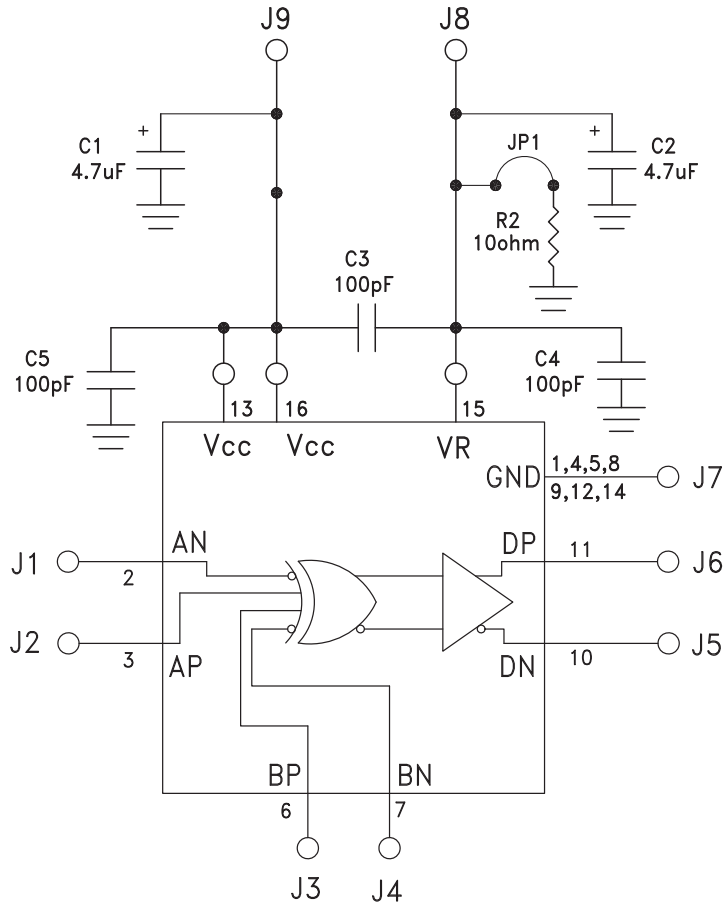 J9
J8
+
C1
4.7uF
JP1
+
C2
4.7uF
R2
10ohm
C3
100pF
C5
100pF
C4
100pF
13
16
15
Vcc
Vcc
VR
GND
1,4,5,8
9,12,14
J7
J1
AN
2
DP
11
J6
J2
3
AP
DN
10
J5
BP
BN
6
7
J3
J4